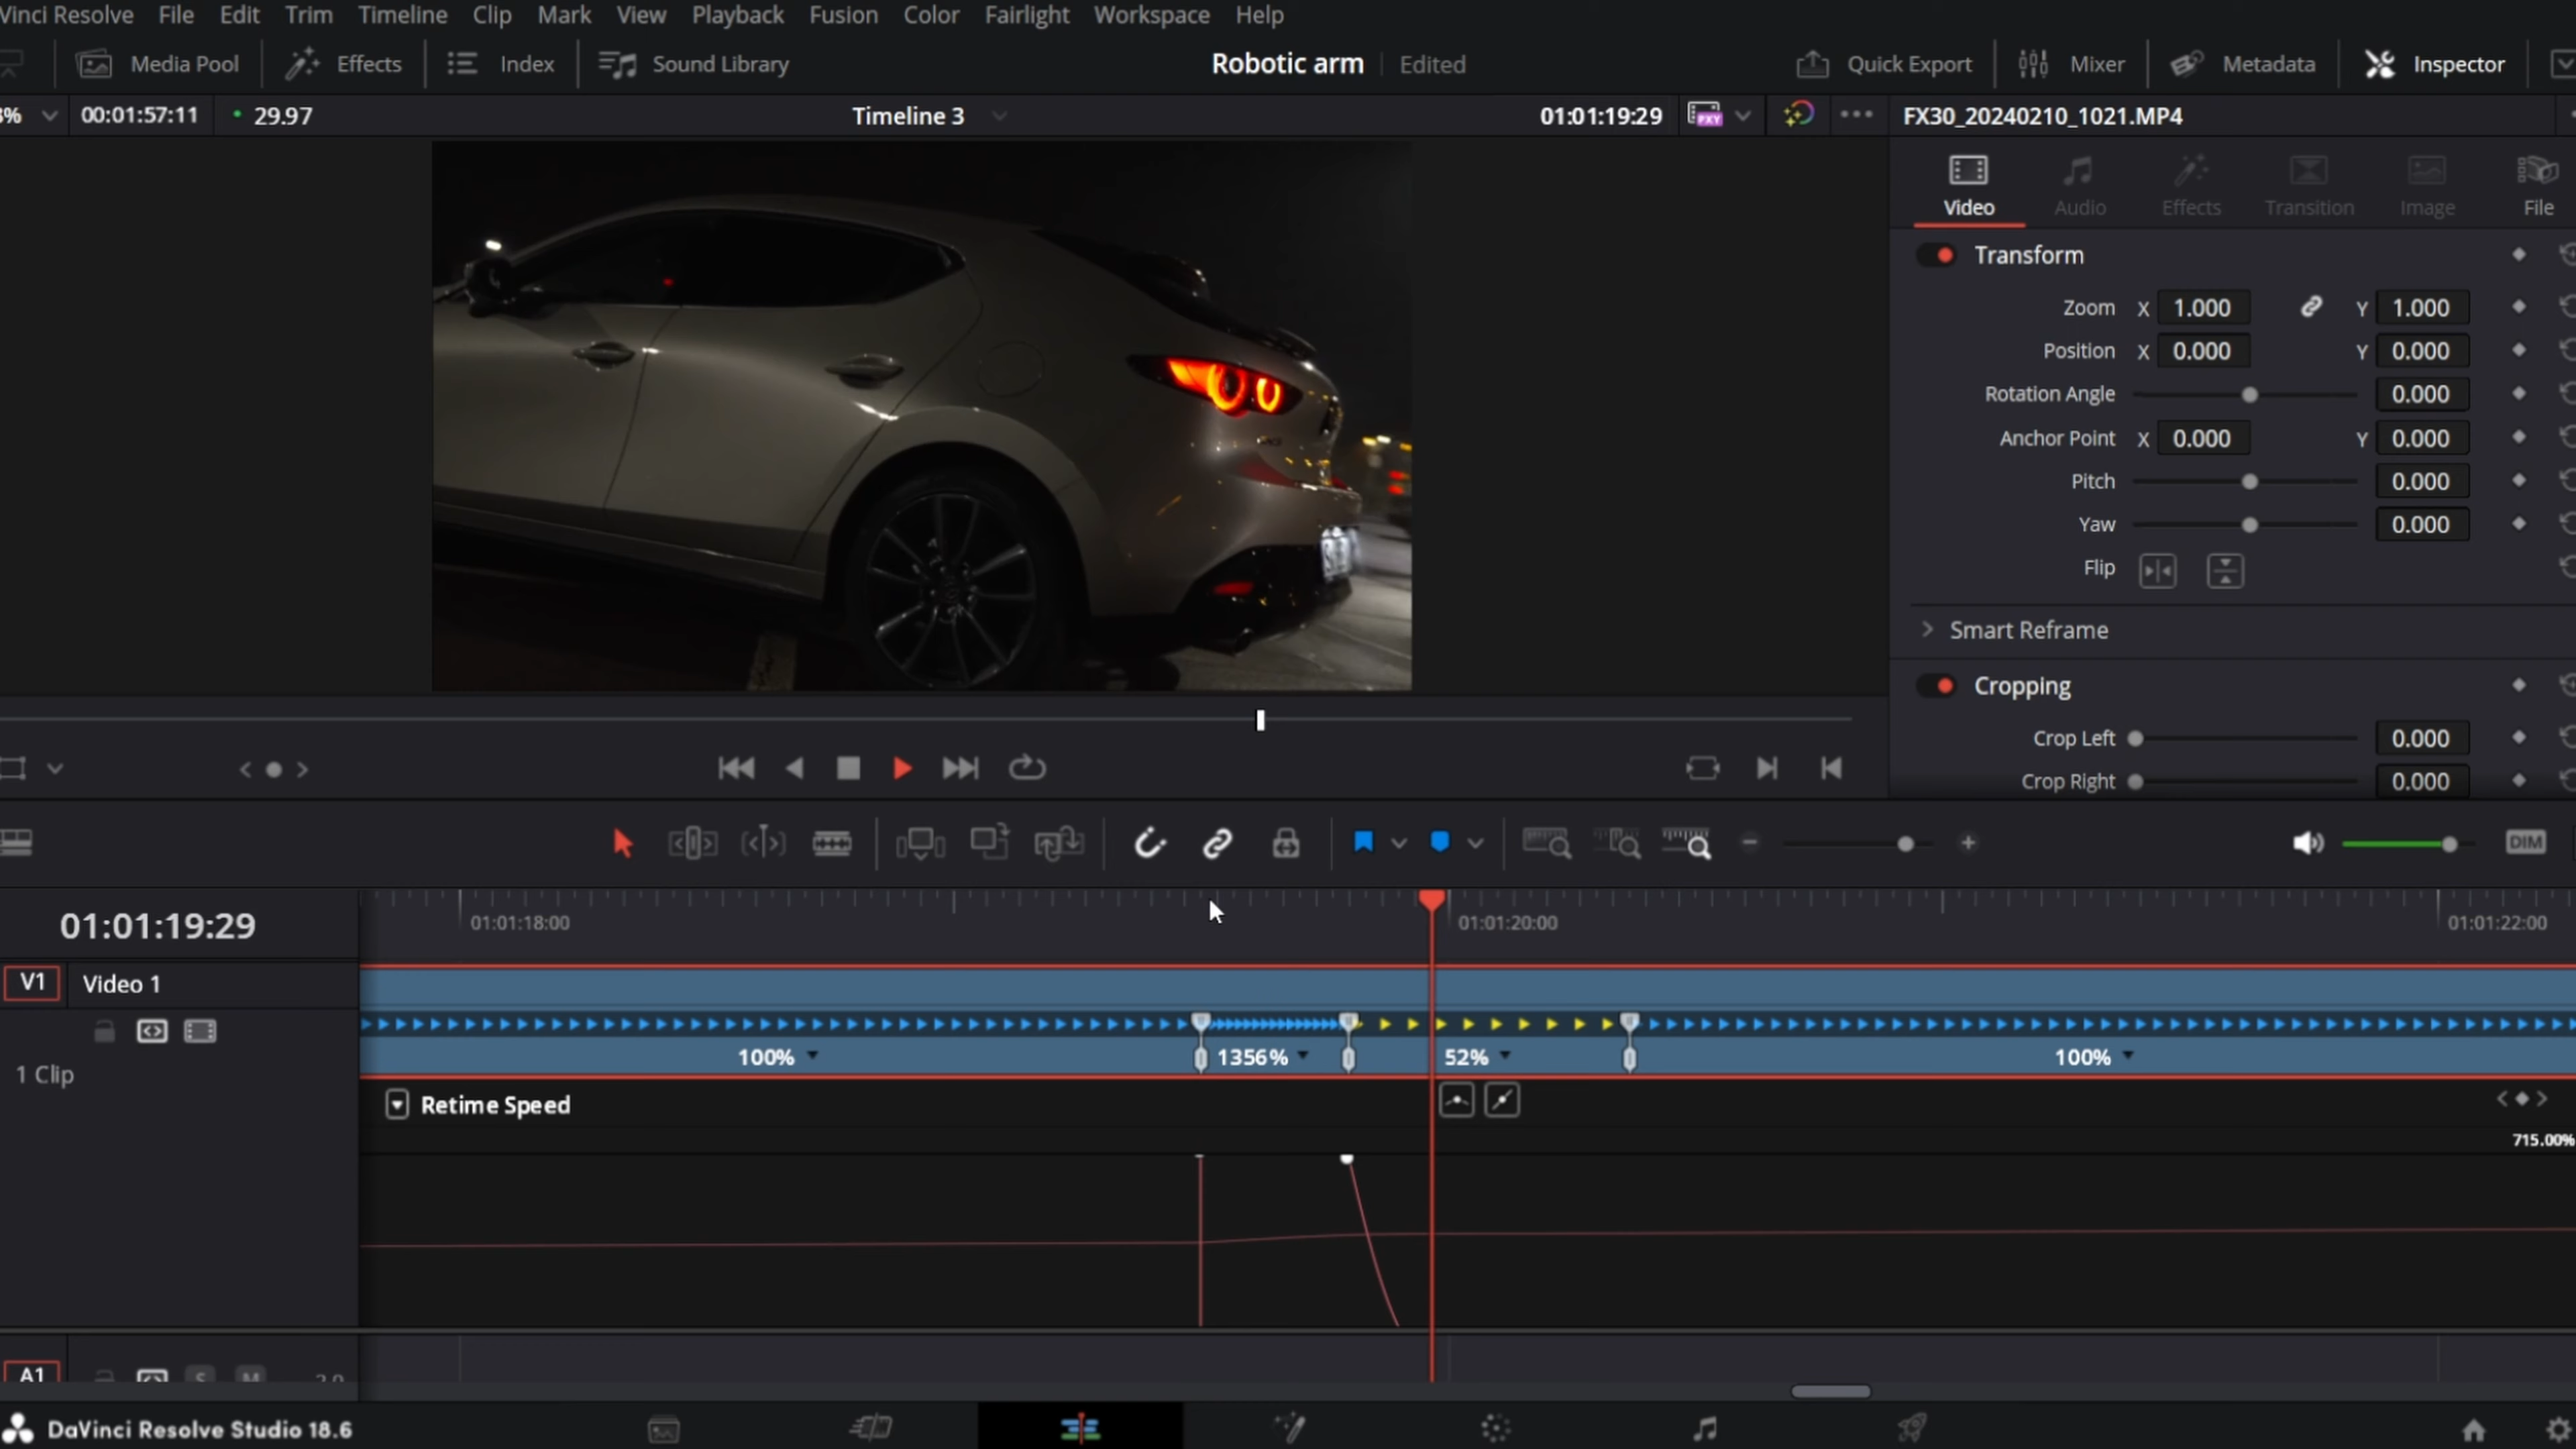 Vinci Resolve File Edit Trim Timeline Clip Mark View Playback Fusion Color Fairlight Workspace Help
Media Pool Effects Index Sound Library Robotic arm Edited Quick Export Mixer Metadata Inspector
% 00:01:57:11 29.97 Timeline 3 01:01:19:29 PXY FX30_20240210_1021.MP4
Video Audio Effects Transition Image File
Transform
Zoom X 1.000 Y 1.000
Position X 0.000 Y 0.000
Rotation Angle 0.000
Anchor Point X 0.000 Y 0.000
Pitch 0.000
Yaw 0.000
Flip
Smart Reframe
Cropping
Crop Left 0.000
Crop Right 0.000
DIM
01:01:19:29 01:01:18:00 01:01:20:00 01:01:22:00
V1 Video 1
1 Clip
100% 1356% 52% 100%
Retime Speed
715.00%
A1 S M 2.0
DaVinci Resolve Studio 18.6